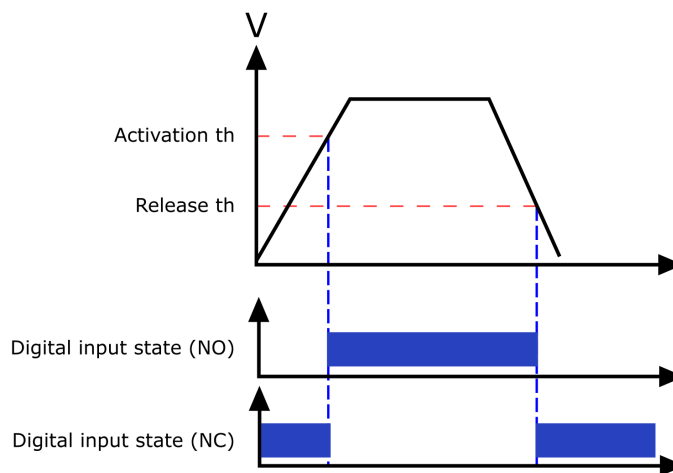 V
Activation th
Release th
Digital input state (NO)
Digital input state (NC)